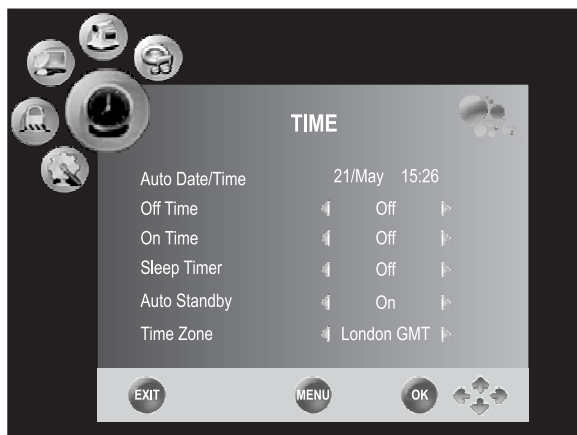 TIME
Auto Date/Time 21/May 15:26
Off Time Off
On Time Off
Sleep Timer Off
Auto Standby On
Time Zone London GMT
EXIT MENU OK